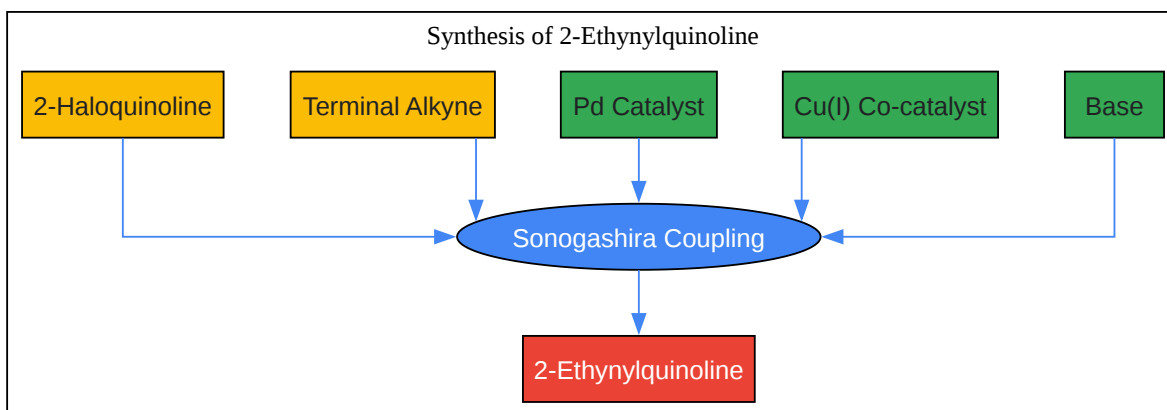 Synthesis of 2-Ethynylquinoline
2-Haloquinoline
Terminal Alkyne
Pd Catalyst
Cu(I) Co-catalyst
Base
Sonogashira Coupling
2-Ethynylquinoline